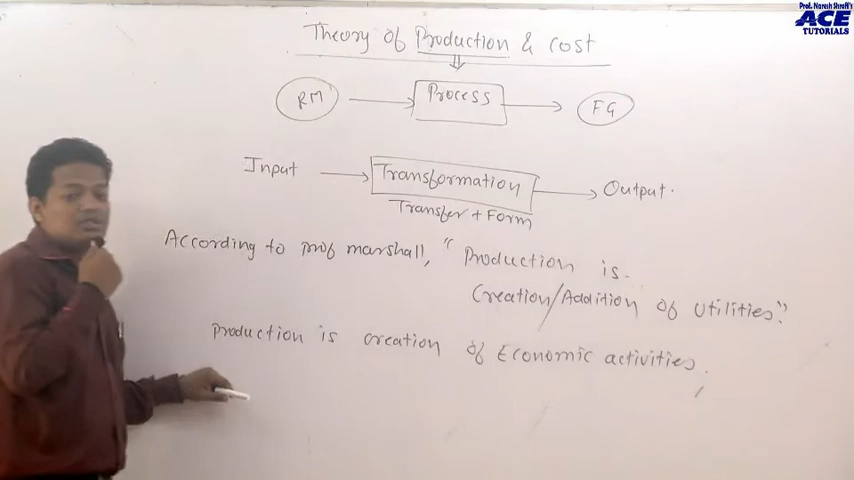 Prof. Naresh Shroff's
ACE
TUTORIALS
Theory of Production & cost
RM Process FG
Input Transformation Output.
Transfer + Form
According to prof marshall, "Production is.
Creation/Addition of Utilities".
Production is creation of Economic activities.